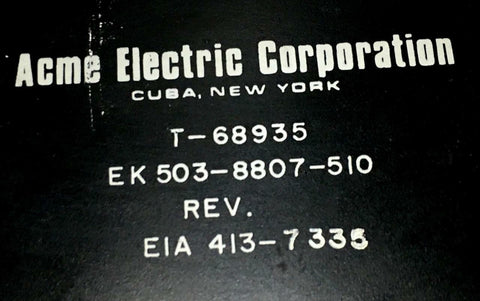 Acme Electric Corporation
CUBA, NEW YORK
T-68935
EK 503-8807-510
REV.
EIA 413-7335